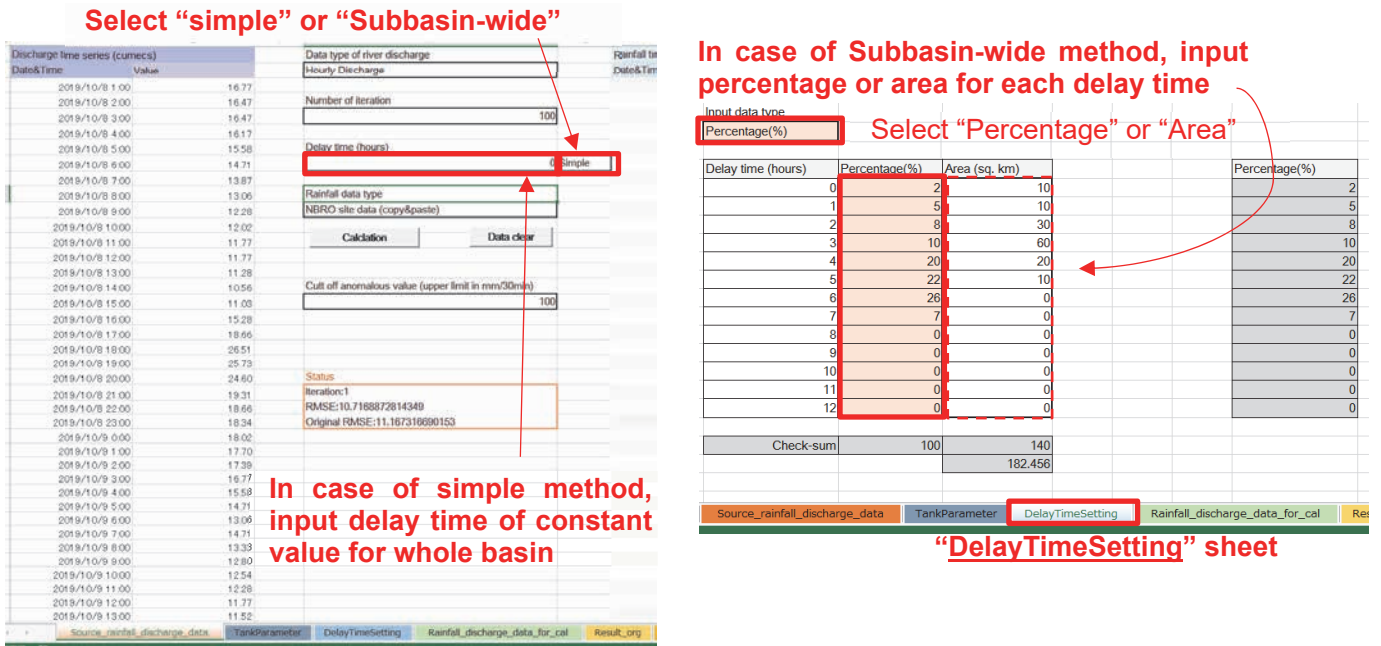 Select “simple” or “Subbasin-wide”
Discharge time series (cumecs)
Date&Time Value
2019/10/8 1:00 16.77
2019/10/8 2:00 16.47
2019/10/8 3:00 16.47
2019/10/8 4:00 16.17
2019/10/8 5:00 15.58
2019/10/8 6:00 14.71
2019/10/8 7:00 13.87
2019/10/8 8:00 13.06
2019/10/8 9:00 12.28
2019/10/8 10:00 12.02
2019/10/8 11:00 11.77
2019/10/8 12:00 11.77
2019/10/8 13:00 11.28
2019/10/8 14:00 10.56
2019/10/8 15:00 11.03
2019/10/8 16:00 15.28
2019/10/8 17:00 18.66
2019/10/8 18:00 26.51
2019/10/8 19:00 25.73
2019/10/8 20:00 24.60
2019/10/8 21:00 19.31
2019/10/8 22:00 18.66
2019/10/8 23:00 18.34
2019/10/9 0:00 18.02
2019/10/9 1:00 17.70
2019/10/9 2:00 17.39
2019/10/9 3:00 16.77
2019/10/9 4:00 15.58
2019/10/9 5:00 14.71
2019/10/9 6:00 13.06
2019/10/9 7:00 14.71
2019/10/9 8:00 13.33
2019/10/9 9:00 12.80
2019/10/9 10:00 12.54
2019/10/9 11:00 12.28
2019/10/9 12:00 11.77
2019/10/9 13:00 11.52
Data type of river discharge
Hourly Discharge
Number of iteration
100
Delay time (hours)
0 Simple
Rainfall data type
NBRO site data (copy&paste)
Calclation Data clear
Cutt off anomalous value (upper limit in mm/30min)
100
Status
Iteration:1
RMSE:10.7168872814349
Original RMSE:11.167316690153
Rainfall
Date&Tim
In case of simple method,
input delay time of constant
value for whole basin
Source_rainfall_discharge_data TankParameter DelayTimeSetting Rainfall_discharge_data_for_cal Result_org
In case of Subbasin-wide method, input
percentage or area for each delay time
Input data type
Percentage(%) Select “Percentage” or “Area”
Delay time (hours) Percentage(%) Area (sq. km) Percentage(%)
0 2 10 2
1 5 10 5
2 8 30 8
3 10 60 10
4 20 20 20
5 22 10 22
6 26 0 26
7 7 0 7
8 0 0 0
9 0 0 0
10 0 0 0
11 0 0 0
12 0 0 0
Check-sum 100 140
182.456
Source_rainfall_discharge_data TankParameter DelayTimeSetting Rainfall_discharge_data_for_cal Res
“DelayTimeSetting” sheet